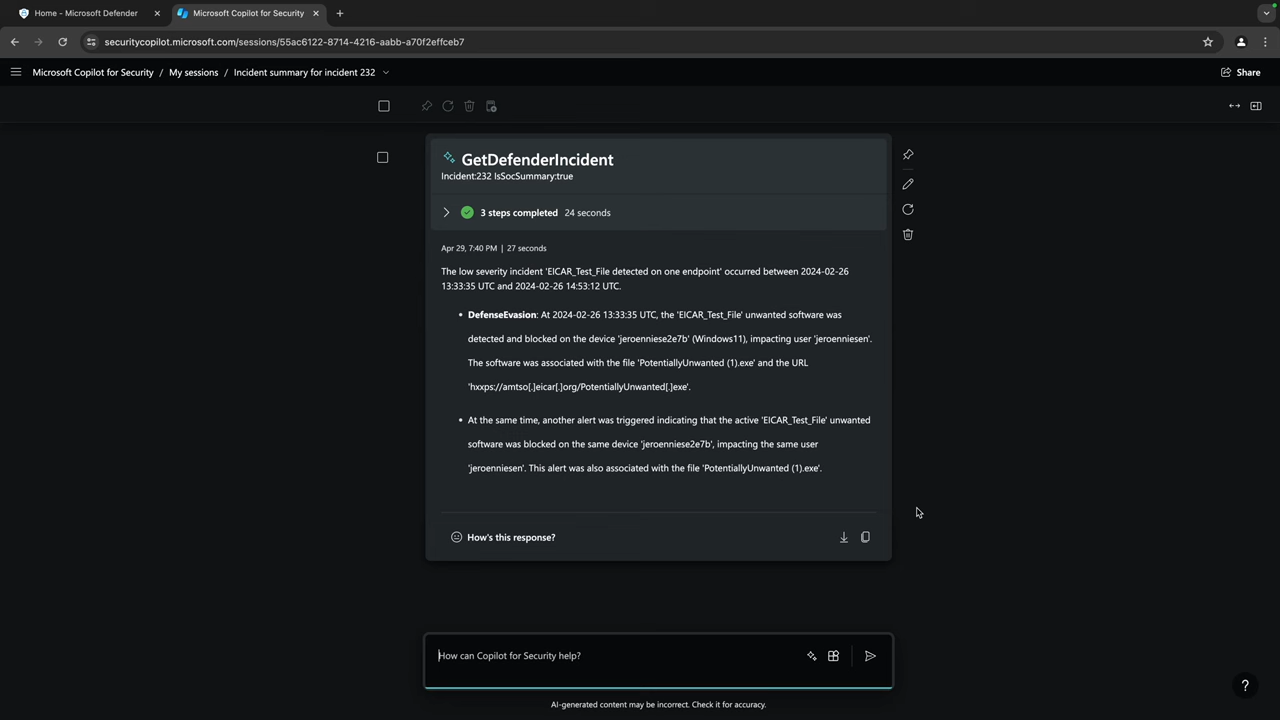 Home - Microsoft Defender
Microsoft Copilot for Security
securitycopilot.microsoft.com/sessions/55ac6122-8714-4216-aabb-a70f2effceb7
Microsoft Copilot for Security / My sessions / Incident summary for incident 232
Share
GetDefenderIncident
Incident:232 IsSocSummary:true
3 steps completed 24 seconds
Apr 29, 7:40 PM | 27 seconds
The low severity incident 'EICAR_Test_File detected on one endpoint' occurred between 2024-02-26
13:33:35 UTC and 2024-02-26 14:53:12 UTC.
• DefenseEvasion: At 2024-02-26 13:33:35 UTC, the 'EICAR_Test_File' unwanted software was
detected and blocked on the device 'jeroenniese2e7b' (Windows11), impacting user 'jeroenniesen'.
The software was associated with the file 'PotentiallyUnwanted (1).exe' and the URL
'hxxps://amtso[.]eicar[.]org/PotentiallyUnwanted[.]exe'.
• At the same time, another alert was triggered indicating that the active 'EICAR_Test_File' unwanted
software was blocked on the same device 'jeroenniese2e7b', impacting the same user
'jeroenniesen'. This alert was also associated with the file 'PotentiallyUnwanted (1).exe'.
How's this response?
How can Copilot for Security help?
?
AI-generated content may be incorrect. Check it for accuracy.